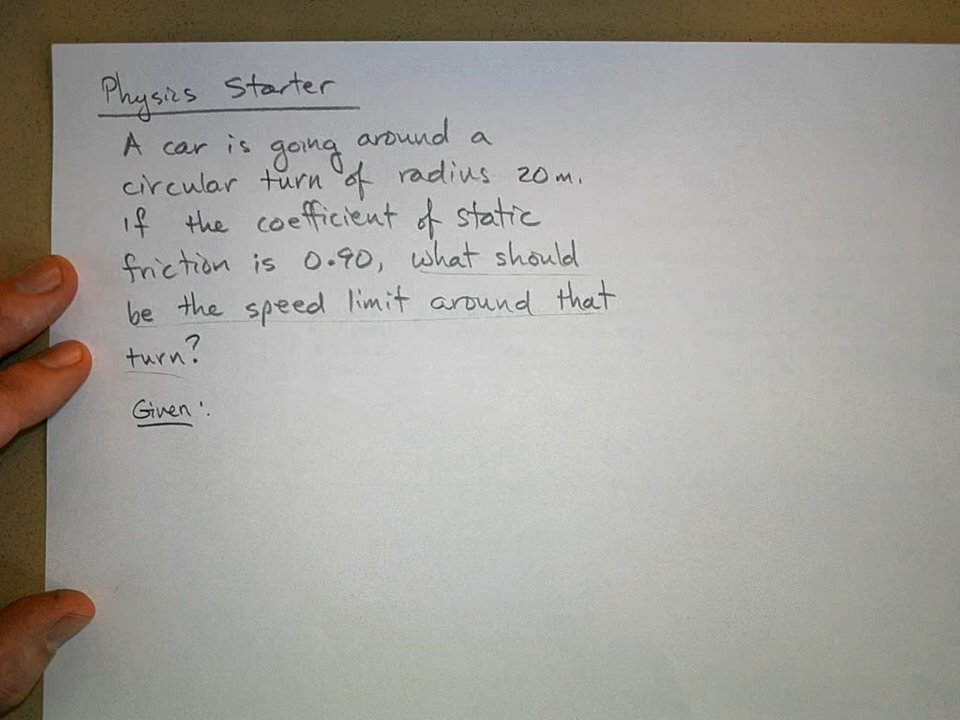 Physics Starter
A car is going around a
circular turn of radius 20 m.
If the coefficient of static
friction is 0.90, what should
be the speed limit around that
turn?
Given: